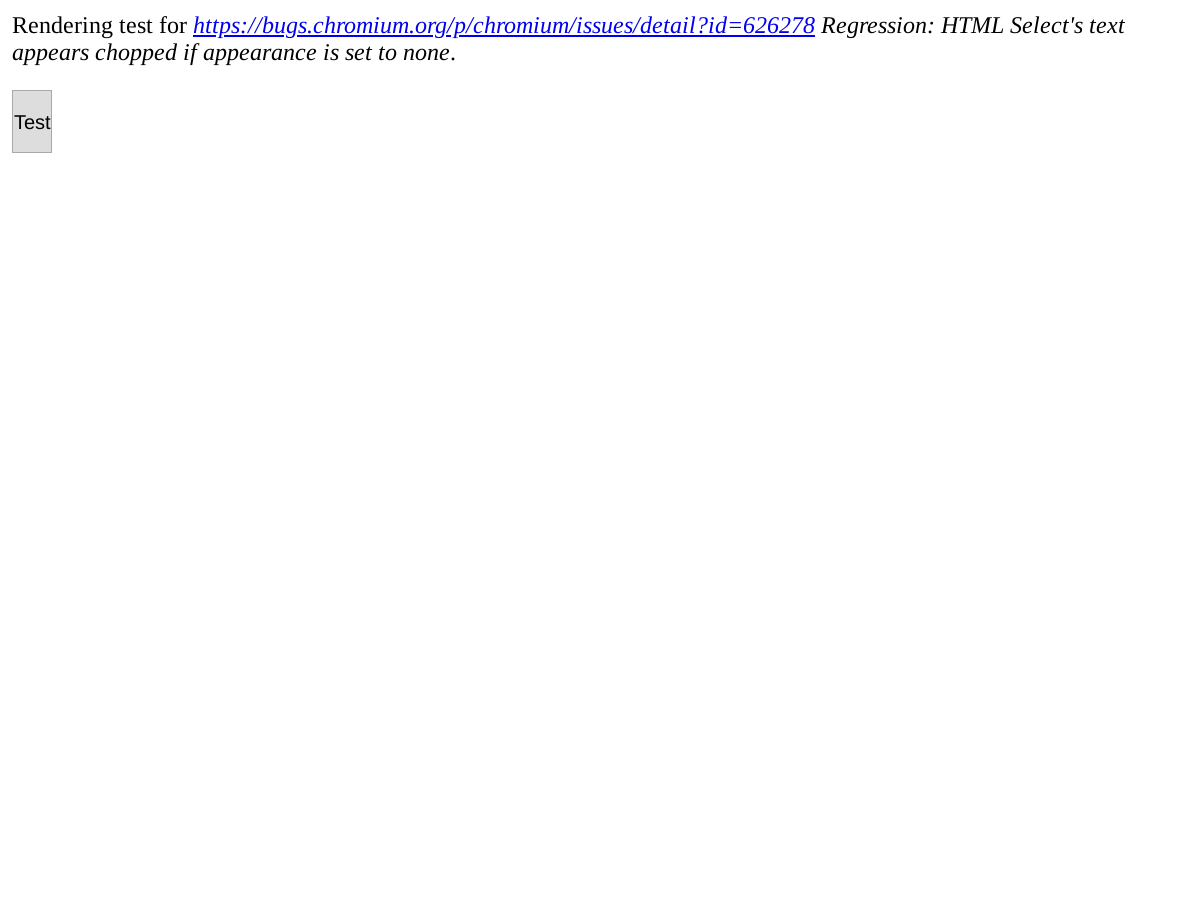 Rendering test for https://bugs.chromium.org/p/chromium/issues/detail?id=626278 Regression: HTML Select's text
appears chopped if appearance is set to none.
Test